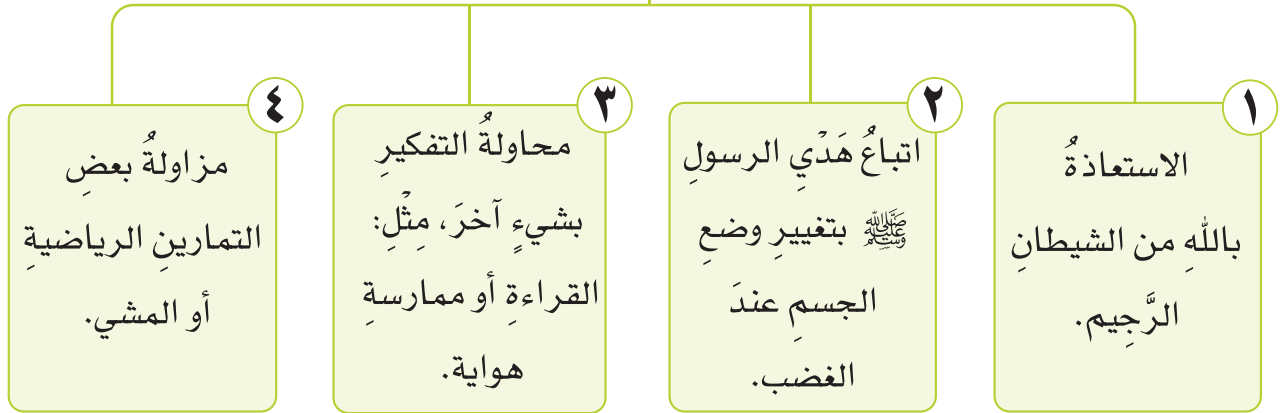 ١
الاستعاذةُ
باللهِ من الشيطانِ
الرَّجِيم.
٢
اتباعُ هَدْيِ الرسولِ
ﷺ بتغييرِ وضعِ
الجسمِ عندَ
الغضب.
٣
محاولةُ التفكيرِ
بشيءٍ آخرَ، مِثْلِ:
القراءةِ أو ممارسةِ
هواية.
٤
مزاولةُ بعضِ
التمارينِ الرياضيةِ
أو المشي.